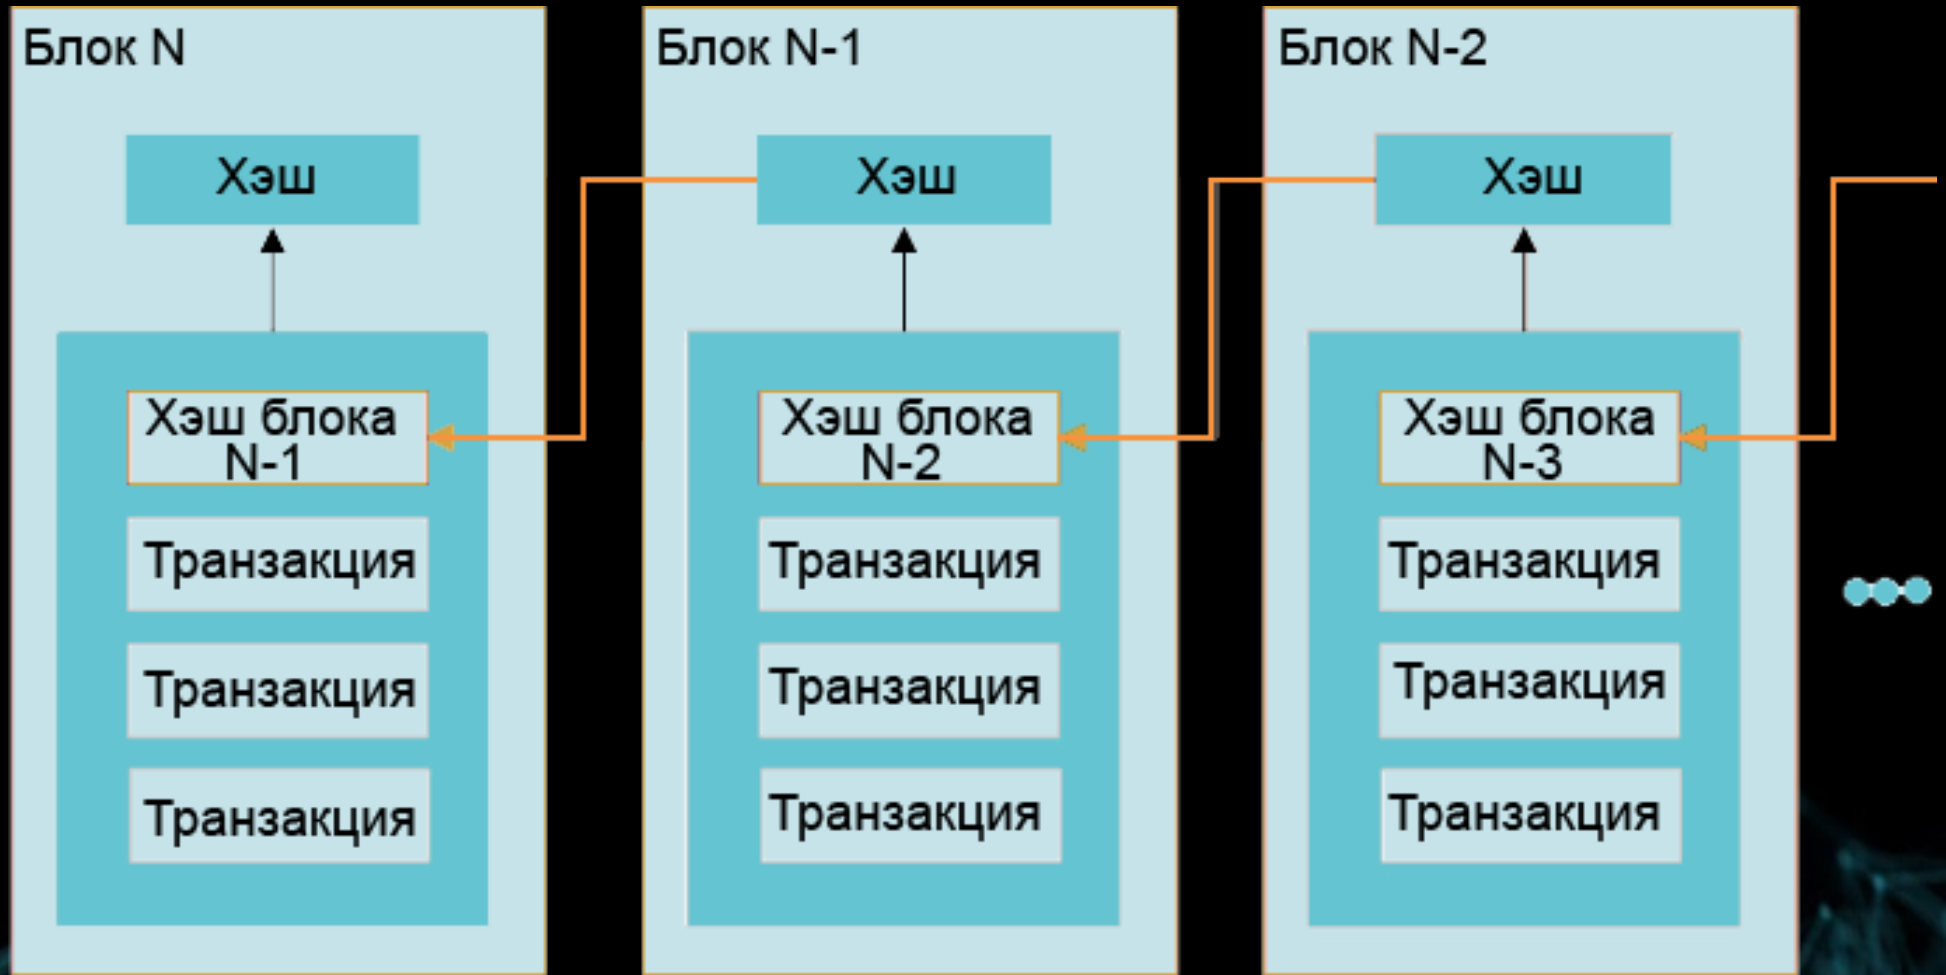 Блок N
Хэш
Хэш блока
N-1
Транзакция
Транзакция
Транзакция
Блок N-1
Хэш
Хэш блока
N-2
Транзакция
Транзакция
Транзакция
Блок N-2
Хэш
Хэш блока
N-3
Транзакция
Транзакция
Транзакция